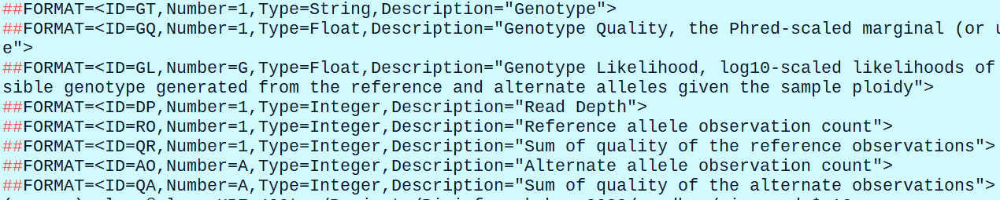 ##FORMAT=<ID=GT,Number=1,Type=String,Description="Genotype">
##FORMAT=<ID=GQ,Number=1,Type=Float,Description="Genotype Quality, the Phred-scaled marginal (or
e">
##FORMAT=<ID=GL,Number=G,Type=Float,Description="Genotype Likelihood, log10-scaled likelihoods of
sible genotype generated from the reference and alternate alleles given the sample ploidy">
##FORMAT=<ID=DP,Number=1,Type=Integer,Description="Read Depth">
##FORMAT=<ID=RO,Number=1,Type=Integer,Description="Reference allele observation count">
##FORMAT=<ID=QR,Number=1,Type=Integer,Description="Sum of quality of the reference observations">
##FORMAT=<ID=AO,Number=A,Type=Integer,Description="Alternate allele observation count">
##FORMAT=<ID=QA,Number=A,Type=Integer,Description="Sum of quality of the alternate observations">